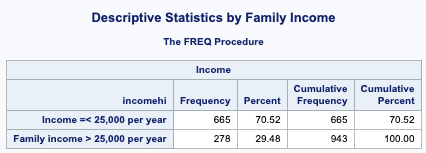 Descriptive Statistics by Family Income
The FREQ Procedure
Income
incomehi Frequency Percent Cumulative Frequency Cumulative Percent
Income =< 25,000 per year 665 70.52 665 70.52
Family income > 25,000 per year 278 29.48 943 100.00